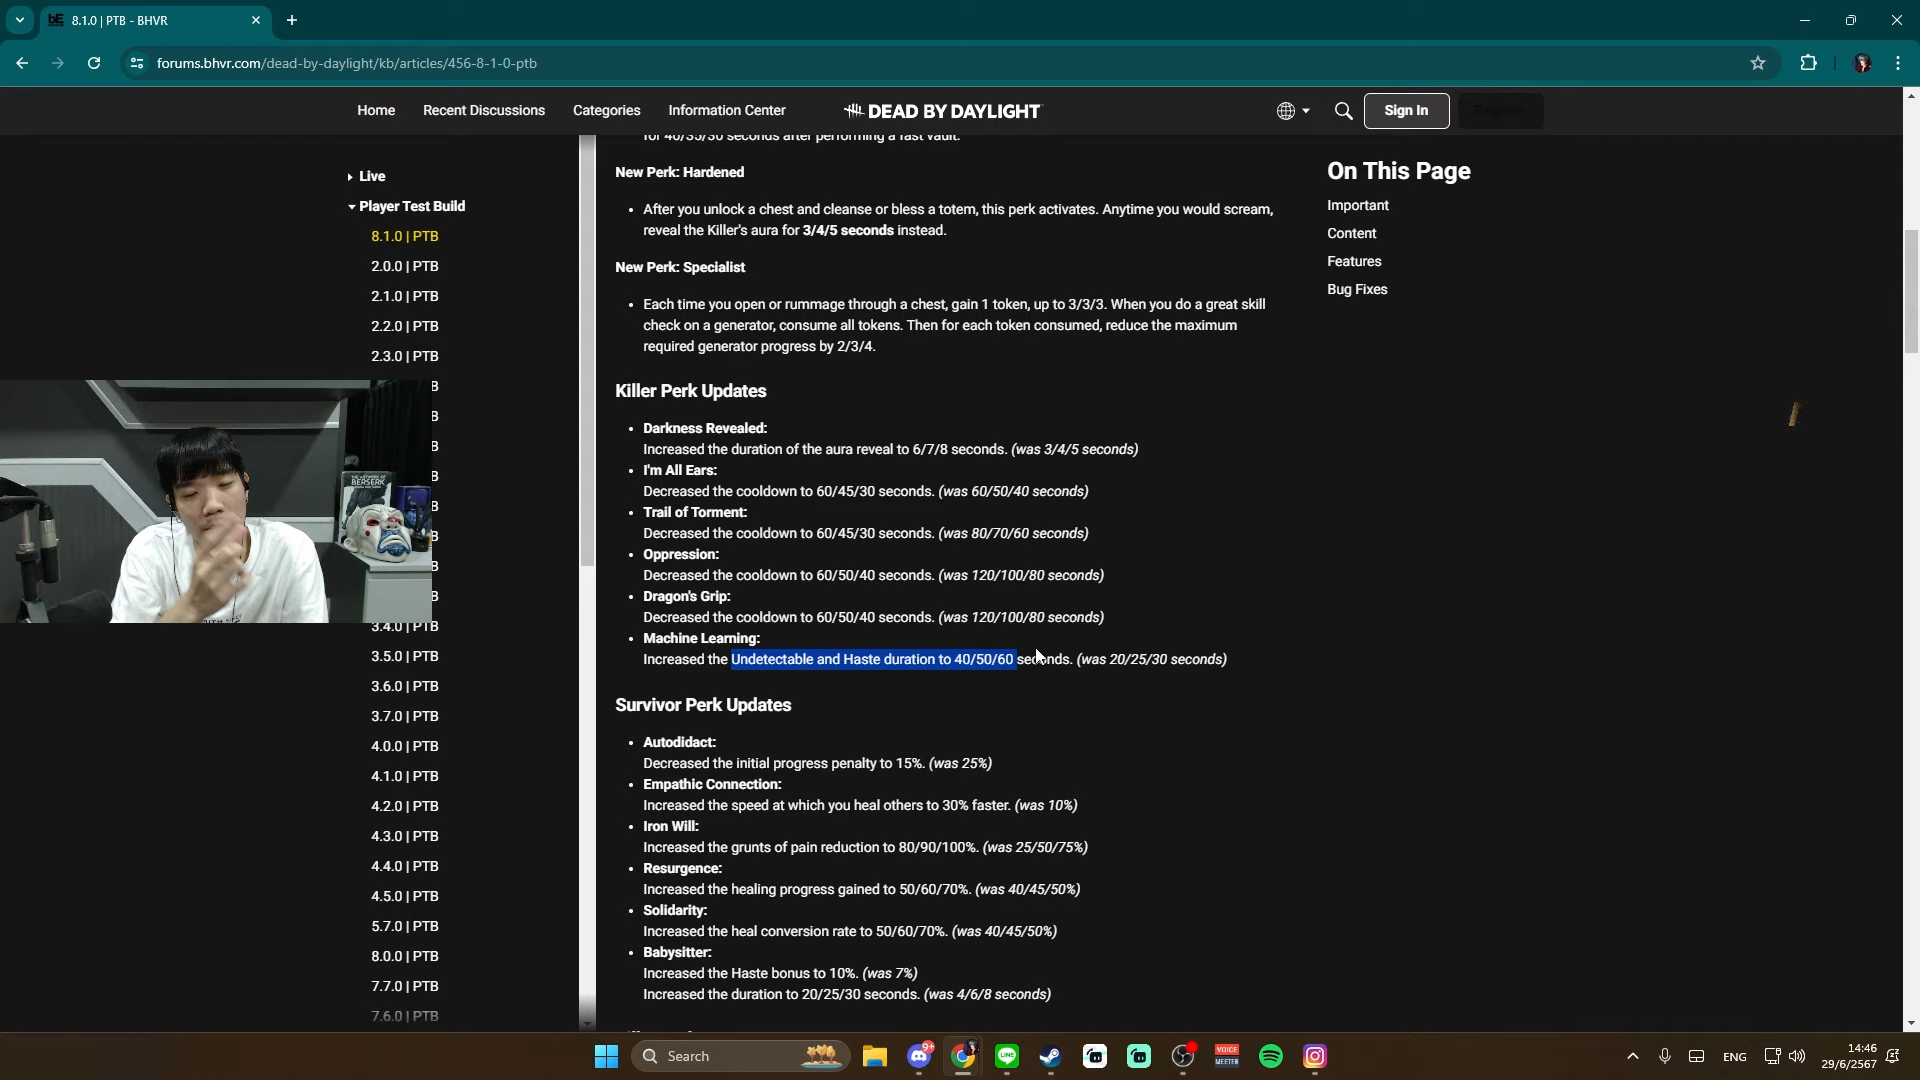 8.1.0 | PTB - BHVR
forums.bhvr.com/dead-by-daylight/kb/articles/456-8-1-0-ptb
Home
Recent Discussions
Categories
Information Center
DEAD BY DAYLIGHT
Sign In
Live
Player Test Build
8.1.0 | PTB
2.0.0 | PTB
2.1.0 | PTB
2.2.0 | PTB
2.3.0 | PTB
B
B
B
B
B
B
B
B
3.4.0 | PTB
3.5.0 | PTB
3.6.0 | PTB
3.7.0 | PTB
4.0.0 | PTB
4.1.0 | PTB
4.2.0 | PTB
4.3.0 | PTB
4.4.0 | PTB
4.5.0 | PTB
5.7.0 | PTB
8.0.0 | PTB
7.7.0 | PTB
7.6.0 | PTB
THE ARTWORK OF
BERSERK
for 40/35/30 seconds after performing a fast vault.
New Perk: Hardened
• After you unlock a chest and cleanse or bless a totem, this perk activates. Anytime you would scream,
reveal the Killer's aura for 3/4/5 seconds instead.
New Perk: Specialist
• Each time you open or rummage through a chest, gain 1 token, up to 3/3/3. When you do a great skill
check on a generator, consume all tokens. Then for each token consumed, reduce the maximum
required generator progress by 2/3/4.
Killer Perk Updates
• Darkness Revealed:
Increased the duration of the aura reveal to 6/7/8 seconds. (was 3/4/5 seconds)
• I'm All Ears:
Decreased the cooldown to 60/45/30 seconds. (was 60/50/40 seconds)
• Trail of Torment:
Decreased the cooldown to 60/45/30 seconds. (was 80/70/60 seconds)
• Oppression:
Decreased the cooldown to 60/50/40 seconds. (was 120/100/80 seconds)
• Dragon's Grip:
Decreased the cooldown to 60/50/40 seconds. (was 120/100/80 seconds)
• Machine Learning:
Increased the Undetectable and Haste duration to 40/50/60 seconds. (was 20/25/30 seconds)
Survivor Perk Updates
• Autodidact:
Decreased the initial progress penalty to 15%. (was 25%)
• Empathic Connection:
Increased the speed at which you heal others to 30% faster. (was 10%)
• Iron Will:
Increased the grunts of pain reduction to 80/90/100%. (was 25/50/75%)
• Resurgence:
Increased the healing progress gained to 50/60/70%. (was 40/45/50%)
• Solidarity:
Increased the heal conversion rate to 50/60/70%. (was 40/45/50%)
• Babysitter:
Increased the Haste bonus to 10%. (was 7%)
Increased the duration to 20/25/30 seconds. (was 4/6/8 seconds)
On This Page
Important
Content
Features
Bug Fixes
Search
9+
LINE
VOICE
MEETER
ENG
14:46
29/6/2567